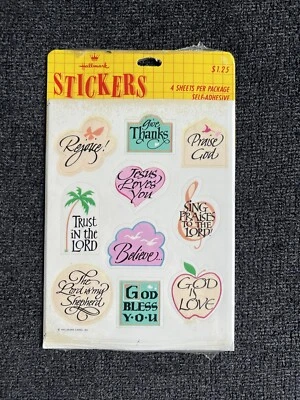 Hallmark
$1.25
STICKERS
4 SHEETS PER PACKAGE
SELF-ADHESIVE
Rejoice!
Give
Thanks
Praise
God
Jesus
Loves
You
Trust
in the
LORD
SING
PRAISES
TO THE
LORD!
Believe...
The
Lord is my
Shepherd
GOD
BLESS
Y·O·U
GOD
IS
LOVE